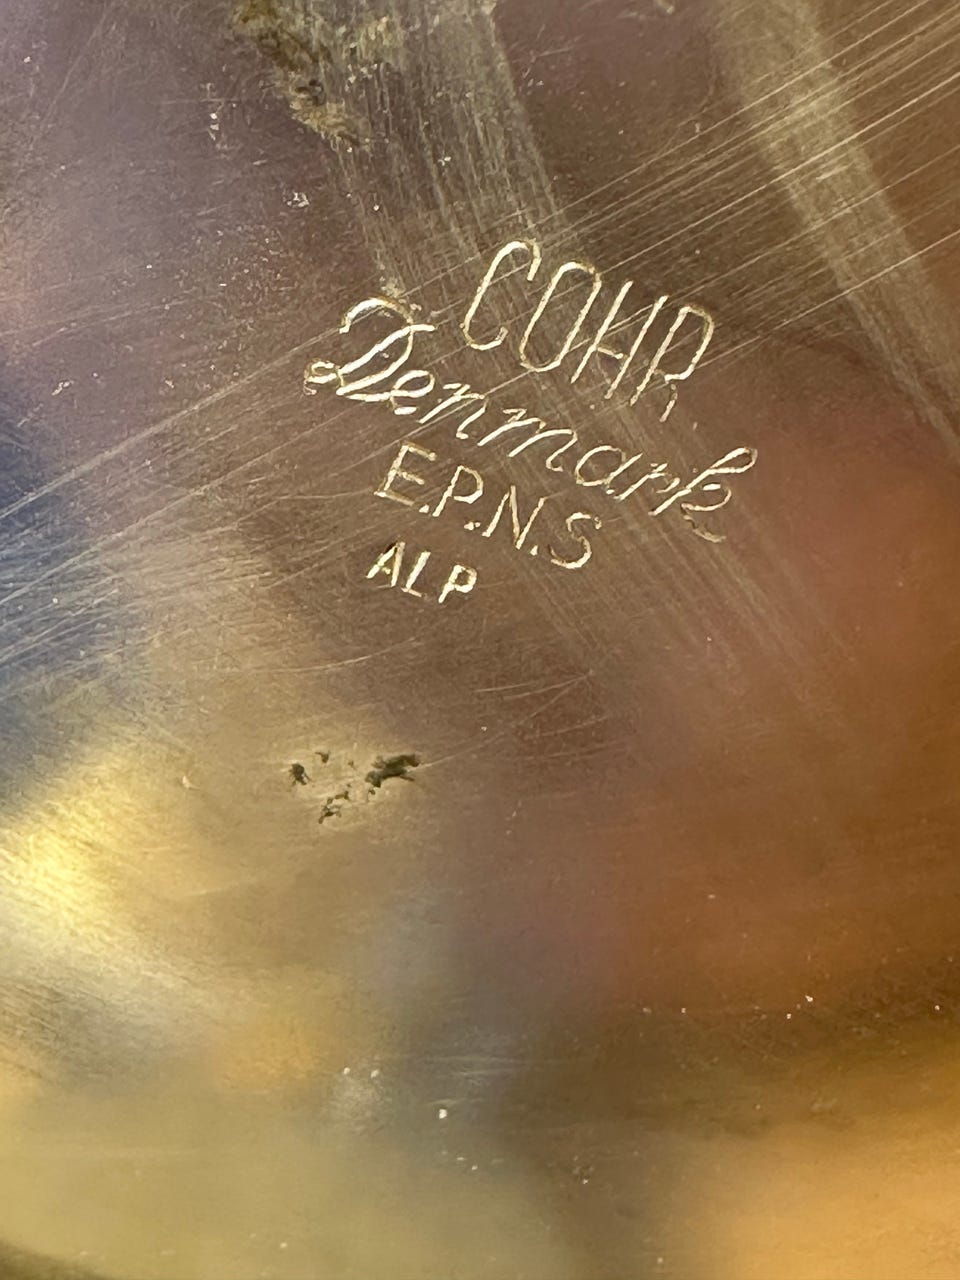 COHR
Denmark
E.P.N.S
ALP